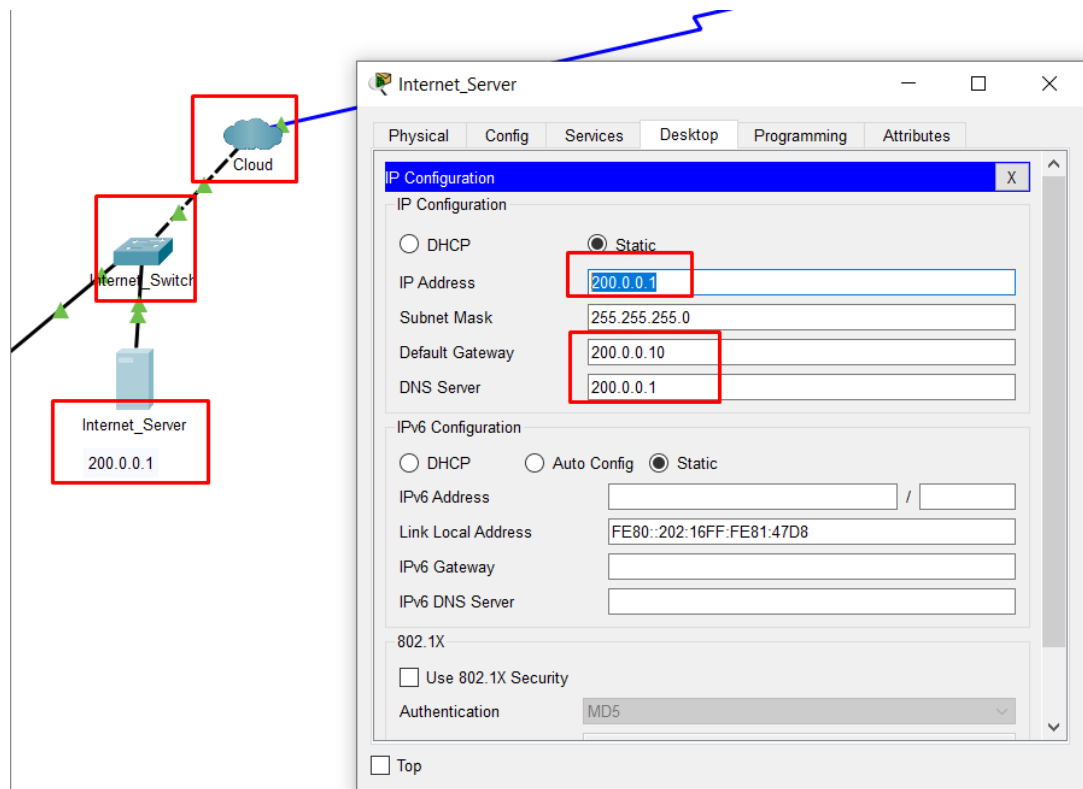 Cloud
Internet_Switch
Internet_Server
200.0.0.1
Internet_Server
Physical Config Services Desktop Programming Attributes
IP Configuration X
IP Configuration
DHCP Static
IP Address 200.0.0.1
Subnet Mask 255.255.255.0
Default Gateway 200.0.0.10
DNS Server 200.0.0.1
IPv6 Configuration
DHCP Auto Config Static
IPv6 Address /
Link Local Address FE80::202:16FF:FE81:47D8
IPv6 Gateway
IPv6 DNS Server
802.1X
Use 802.1X Security
Authentication MD5
Top